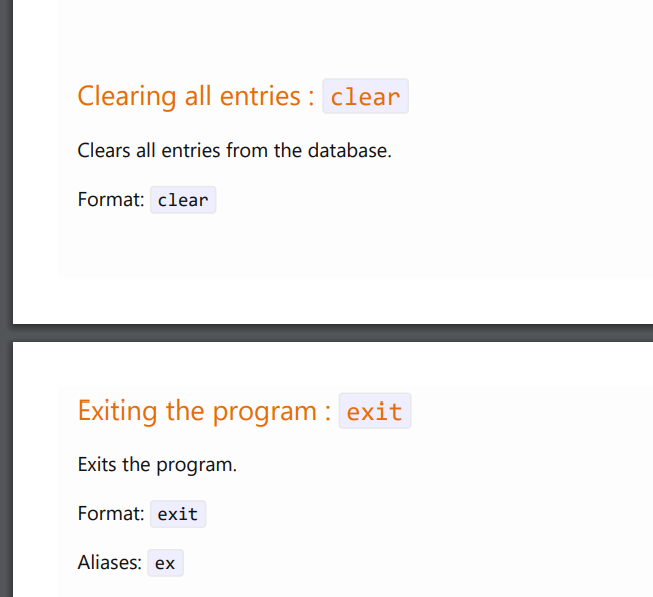 Clearing all entries : clear
Clears all entries from the database.
Format: clear
Exiting the program : exit
Exits the program.
Format: exit
Aliases: ex